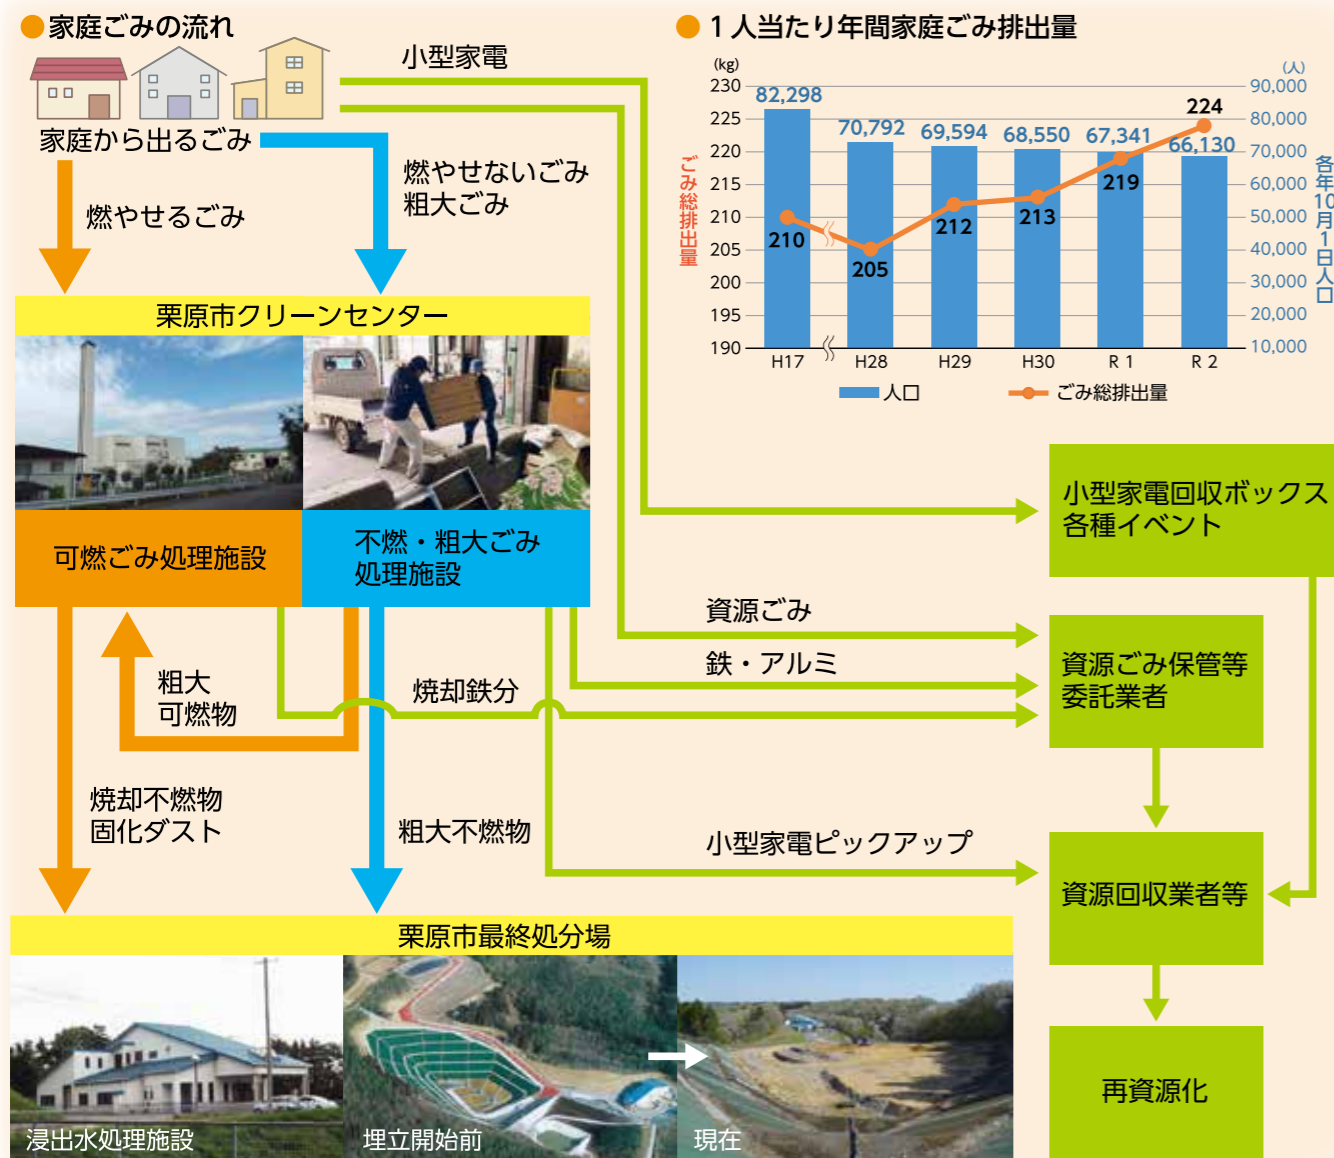 ●家庭ごみの流れ
小型家電
家庭から出るごみ
燃やせるごみ
燃やせないごみ
粗大ごみ
栗原市クリーンセンター
可燃ごみ処理施設
不燃・粗大ごみ
処理施設
粗大
可燃物
焼却鉄分
資源ごみ
鉄・アルミ
焼却不燃物
固化ダスト
粗大不燃物
小型家電ピックアップ
栗原市最終処分場
浸出水処理施設
埋立開始前
現在
●1人当たり年間家庭ごみ排出量
(kg)
230
225
220
215
210
205
200
195
190
ごみ総排出量
(人)
90,000
80,000
70,000
60,000
50,000
40,000
30,000
20,000
10,000
各年10月1日人口
82,298
70,792
69,594
68,550
67,341
66,130
210
205
212
213
219
224
H17
H28
H29
H30
R 1
R 2
人口
ごみ総排出量
小型家電回収ボックス
各種イベント
資源ごみ保管等
委託業者
資源回収業者等
再資源化